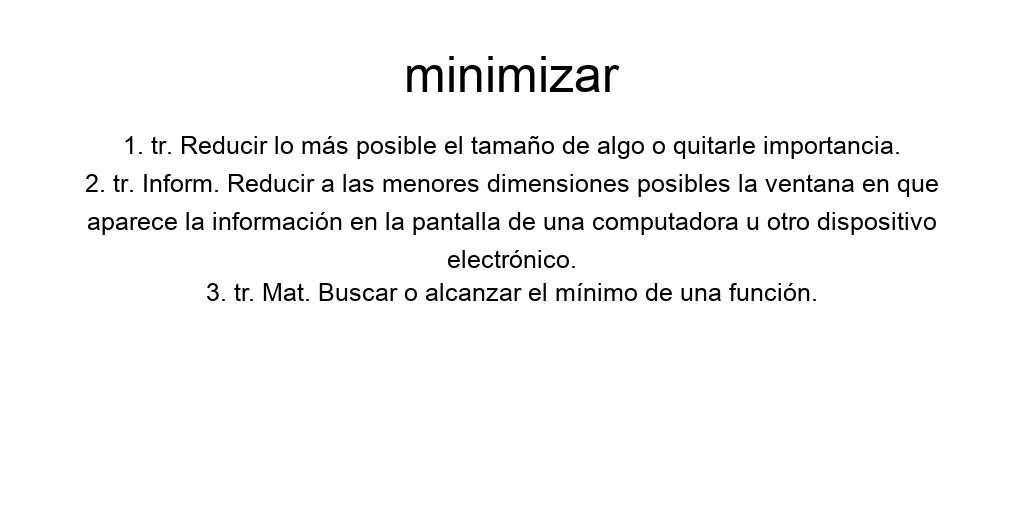 minimizar
1. tr. Reducir lo más posible el tamaño de algo o quitarle importancia.
2. tr. Inform. Reducir a las menores dimensiones posibles la ventana en que
aparece la información en la pantalla de una computadora u otro dispositivo
electrónico.
3. tr. Mat. Buscar o alcanzar el mínimo de una función.